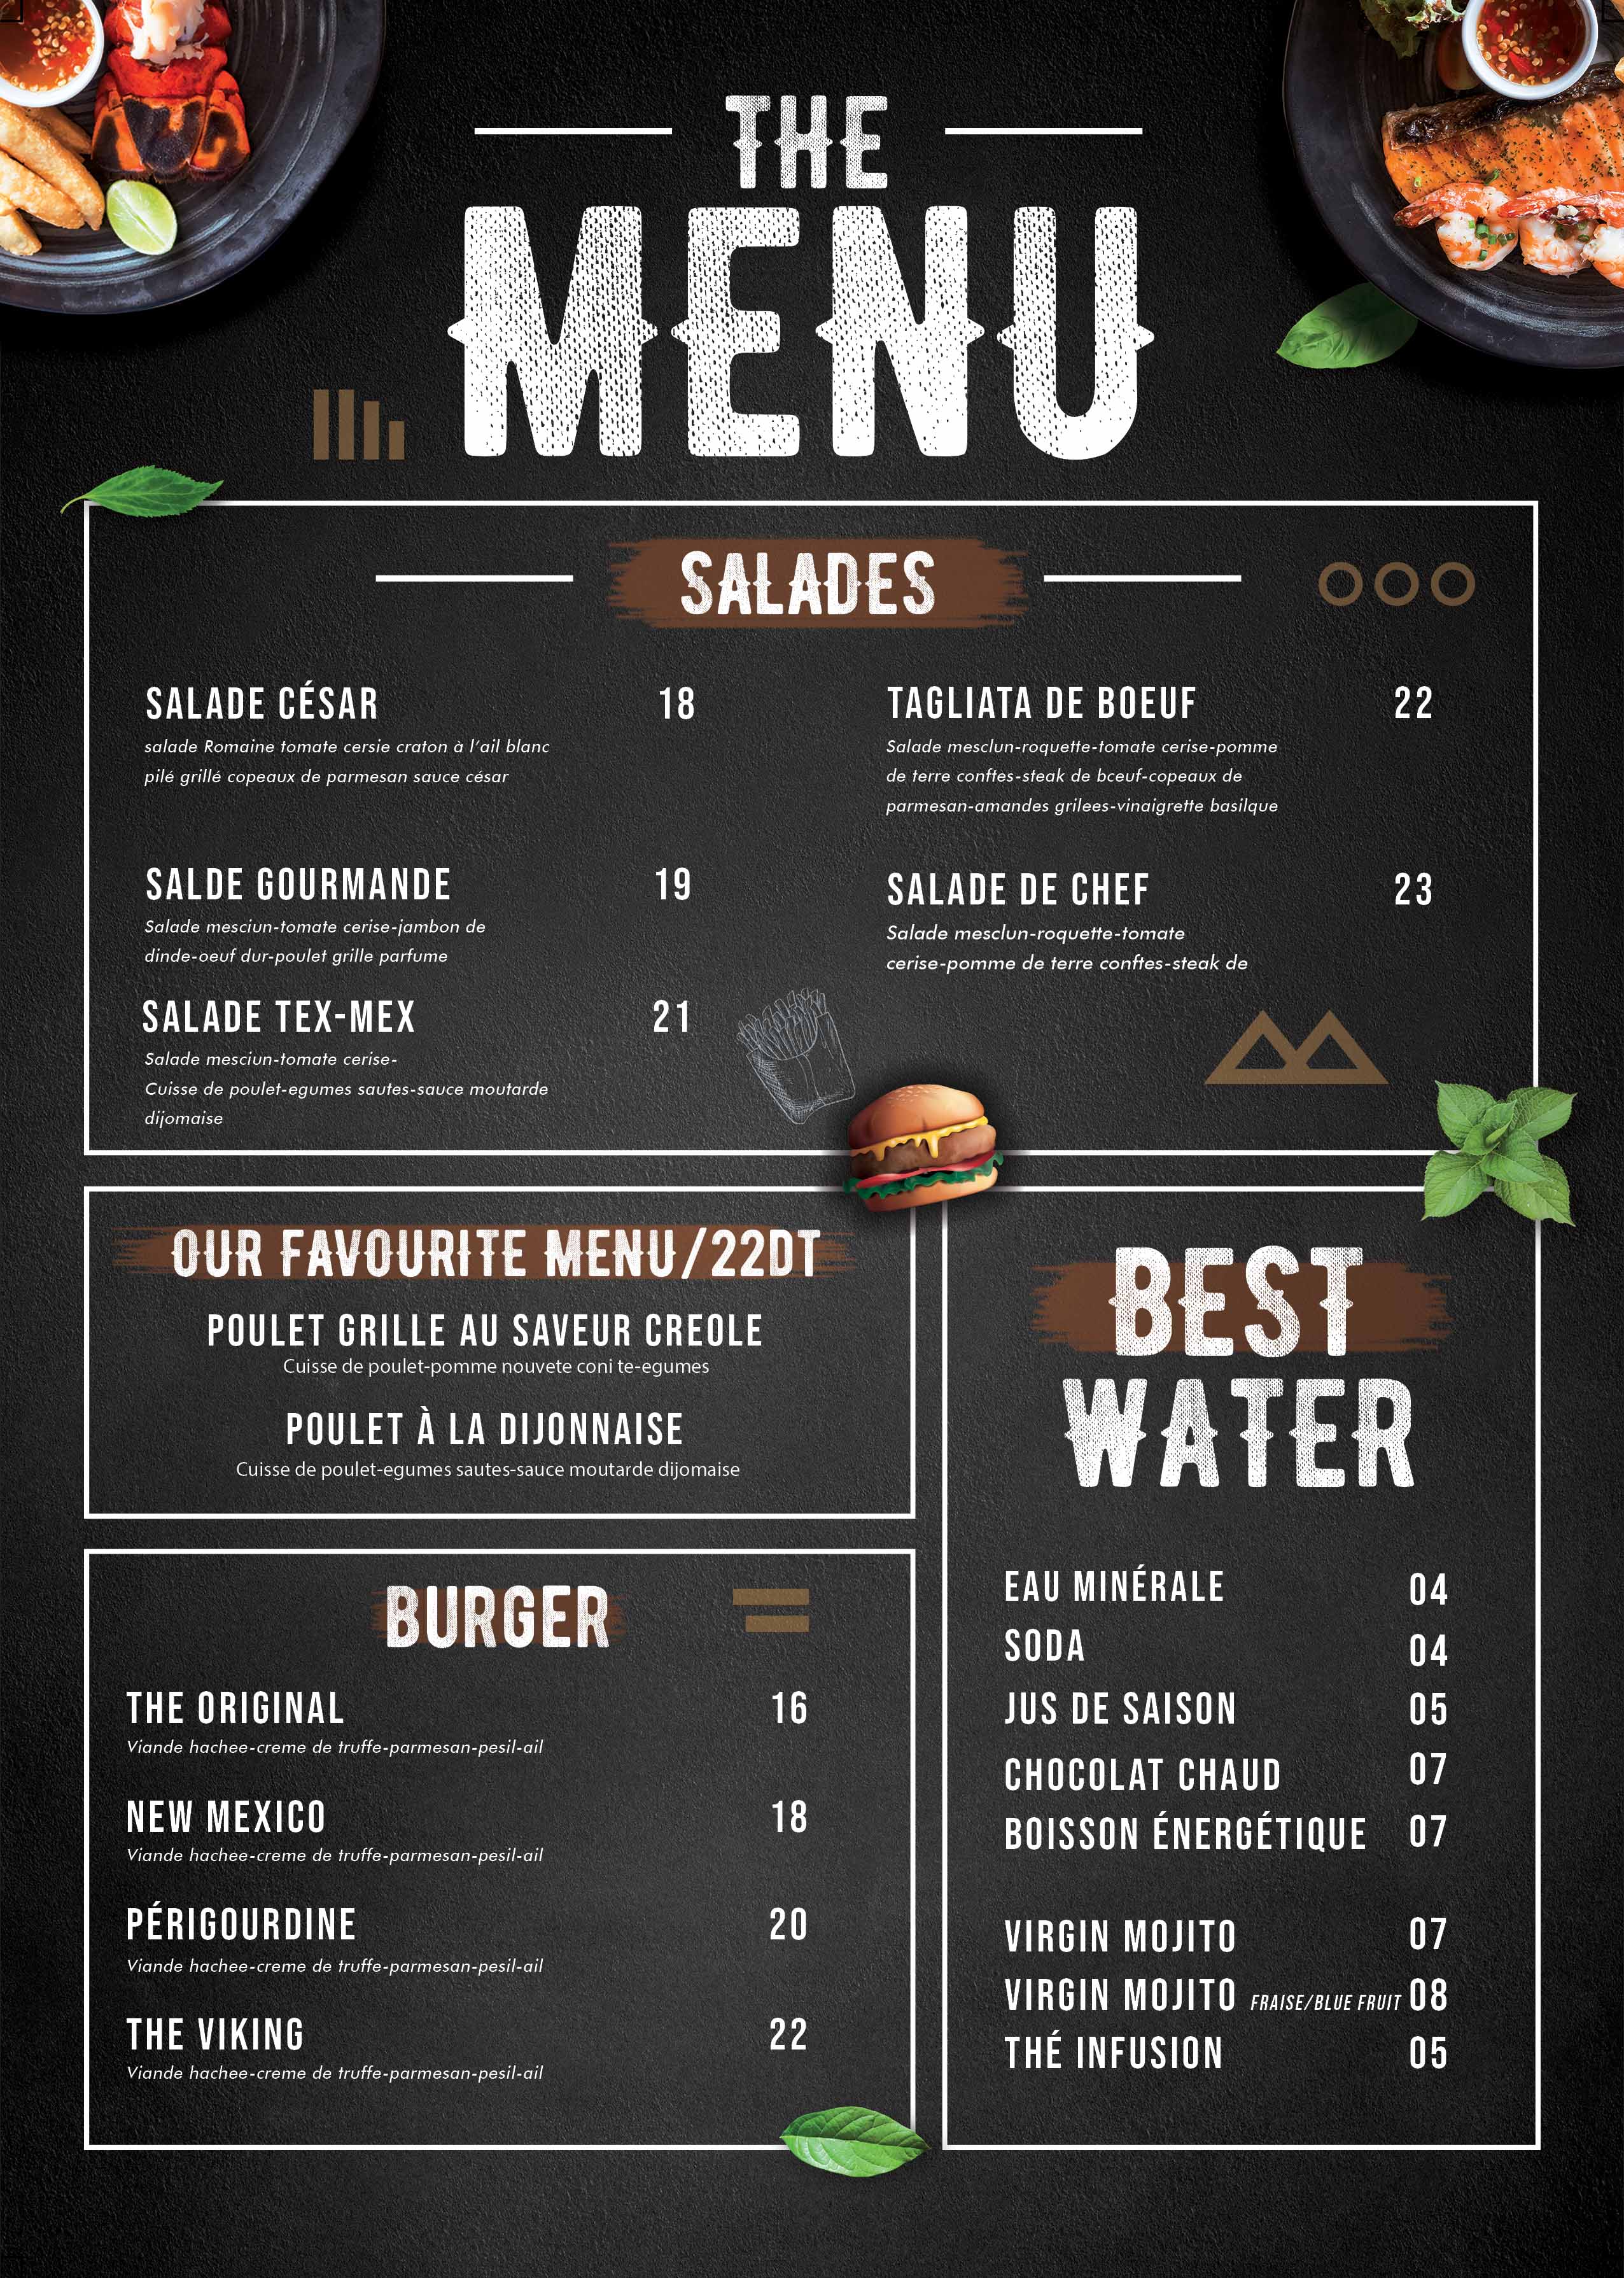 THE
MENU
SALADES
SALADE CÉSAR 18
salade Romaine tomate cersie craton à l'ail blanc
pilé grillé copeaux de parmesan sauce césar
SALDE GOURMANDE 19
Salade mesciun-tomate cerise-jambon de
dinde-oeuf dur-poulet grille parfume
SALADE TEX-MEX 21
Salade mesciun-tomate cerise-
Cuisse de poulet-egumes sautes-sauce moutarde
dijomaise
TAGLIATA DE BOEUF 22
Salade mesclun-roquette-tomate cerise-pomme
de terre conftes-steak de bœuf-copeaux de
parmesan-amandes grilees-vinaigrette basilque
SALADE DE CHEF 23
Salade mesclun-roquette-tomate
cerise-pomme de terre conftes-steak de
OUR FAVOURITE MENU/22DT
POULET GRILLE AU SAVEUR CREOLE
Cuisse de poulet-pomme nouvete coni te-egumes
POULET À LA DIJONNAISE
Cuisse de poulet-egumes sautes-sauce moutarde dijomaise
BURGER
THE ORIGINAL 16
Viande hachee-creme de truffe-parmesan-pesil-ail
NEW MEXICO 18
Viande hachee-creme de truffe-parmesan-pesil-ail
PÉRIGOURDINE 20
Viande hachee-creme de truffe-parmesan-pesil-ail
THE VIKING 22
Viande hachee-creme de truffe-parmesan-pesil-ail
BEST
WATER
EAU MINÉRALE 04
SODA 04
JUS DE SAISON 05
CHOCOLAT CHAUD 07
BOISSON ÉNERGÉTIQUE 07
VIRGIN MOJITO 07
VIRGIN MOJITO FRAISE/BLUE FRUIT 08
THÉ INFUSION 05